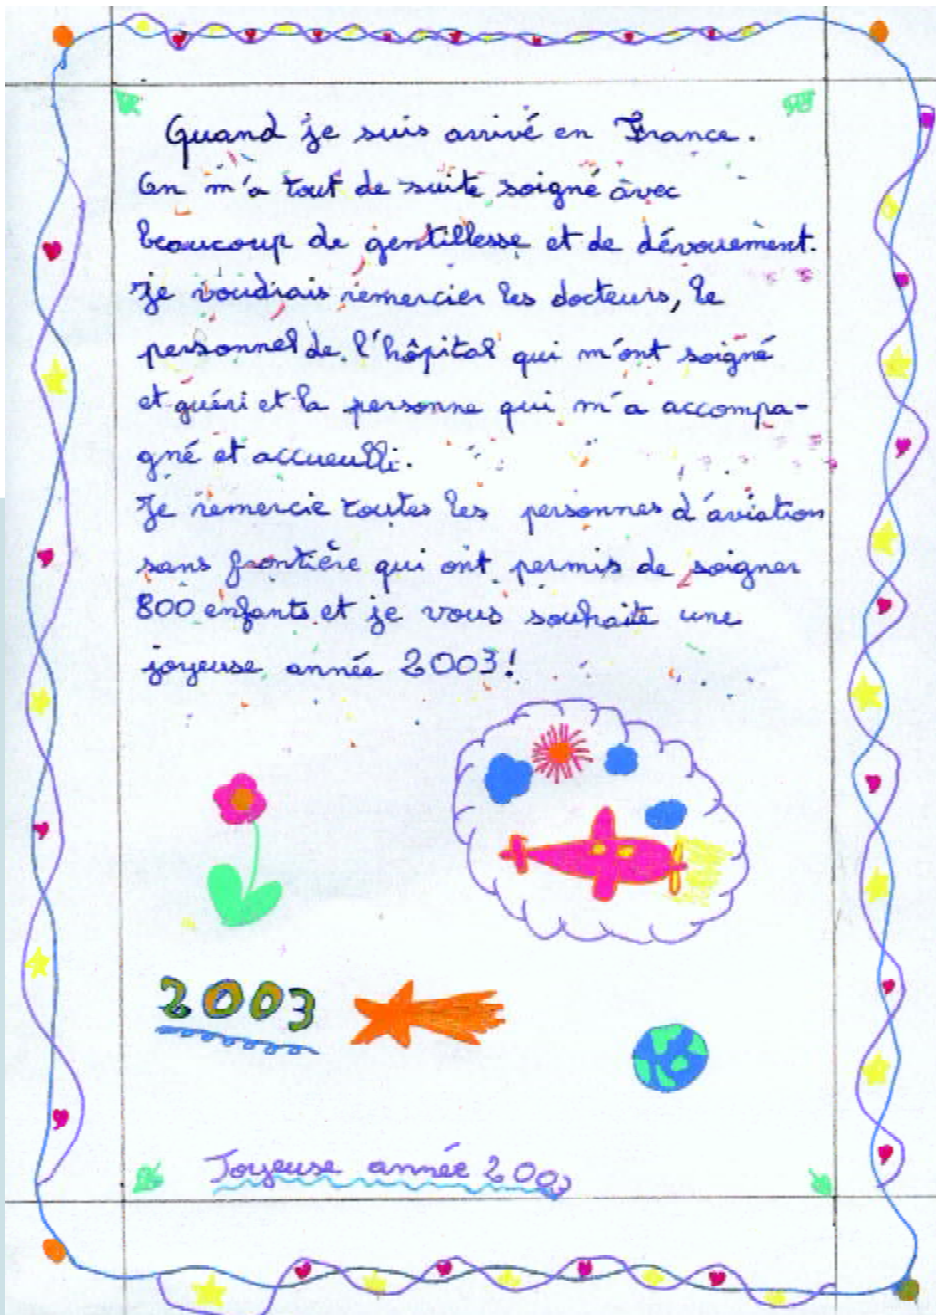 Quand je suis arrivé en France.
On m'a tout de suite soigné avec
beaucoup de gentillesse et de dévouement.
Je voudrais remercier les docteurs, le
personnel de l'hôpital qui m'ont soigné
et guéri et la personne qui m'a accompa-
gné et accueilli.
Je remercie toutes les personnes d'aviation
sans frontière qui ont permis de soigner
800 enfants et je vous souhaite une
joyeuse année 2003!
2003
Joyeuse année 2003